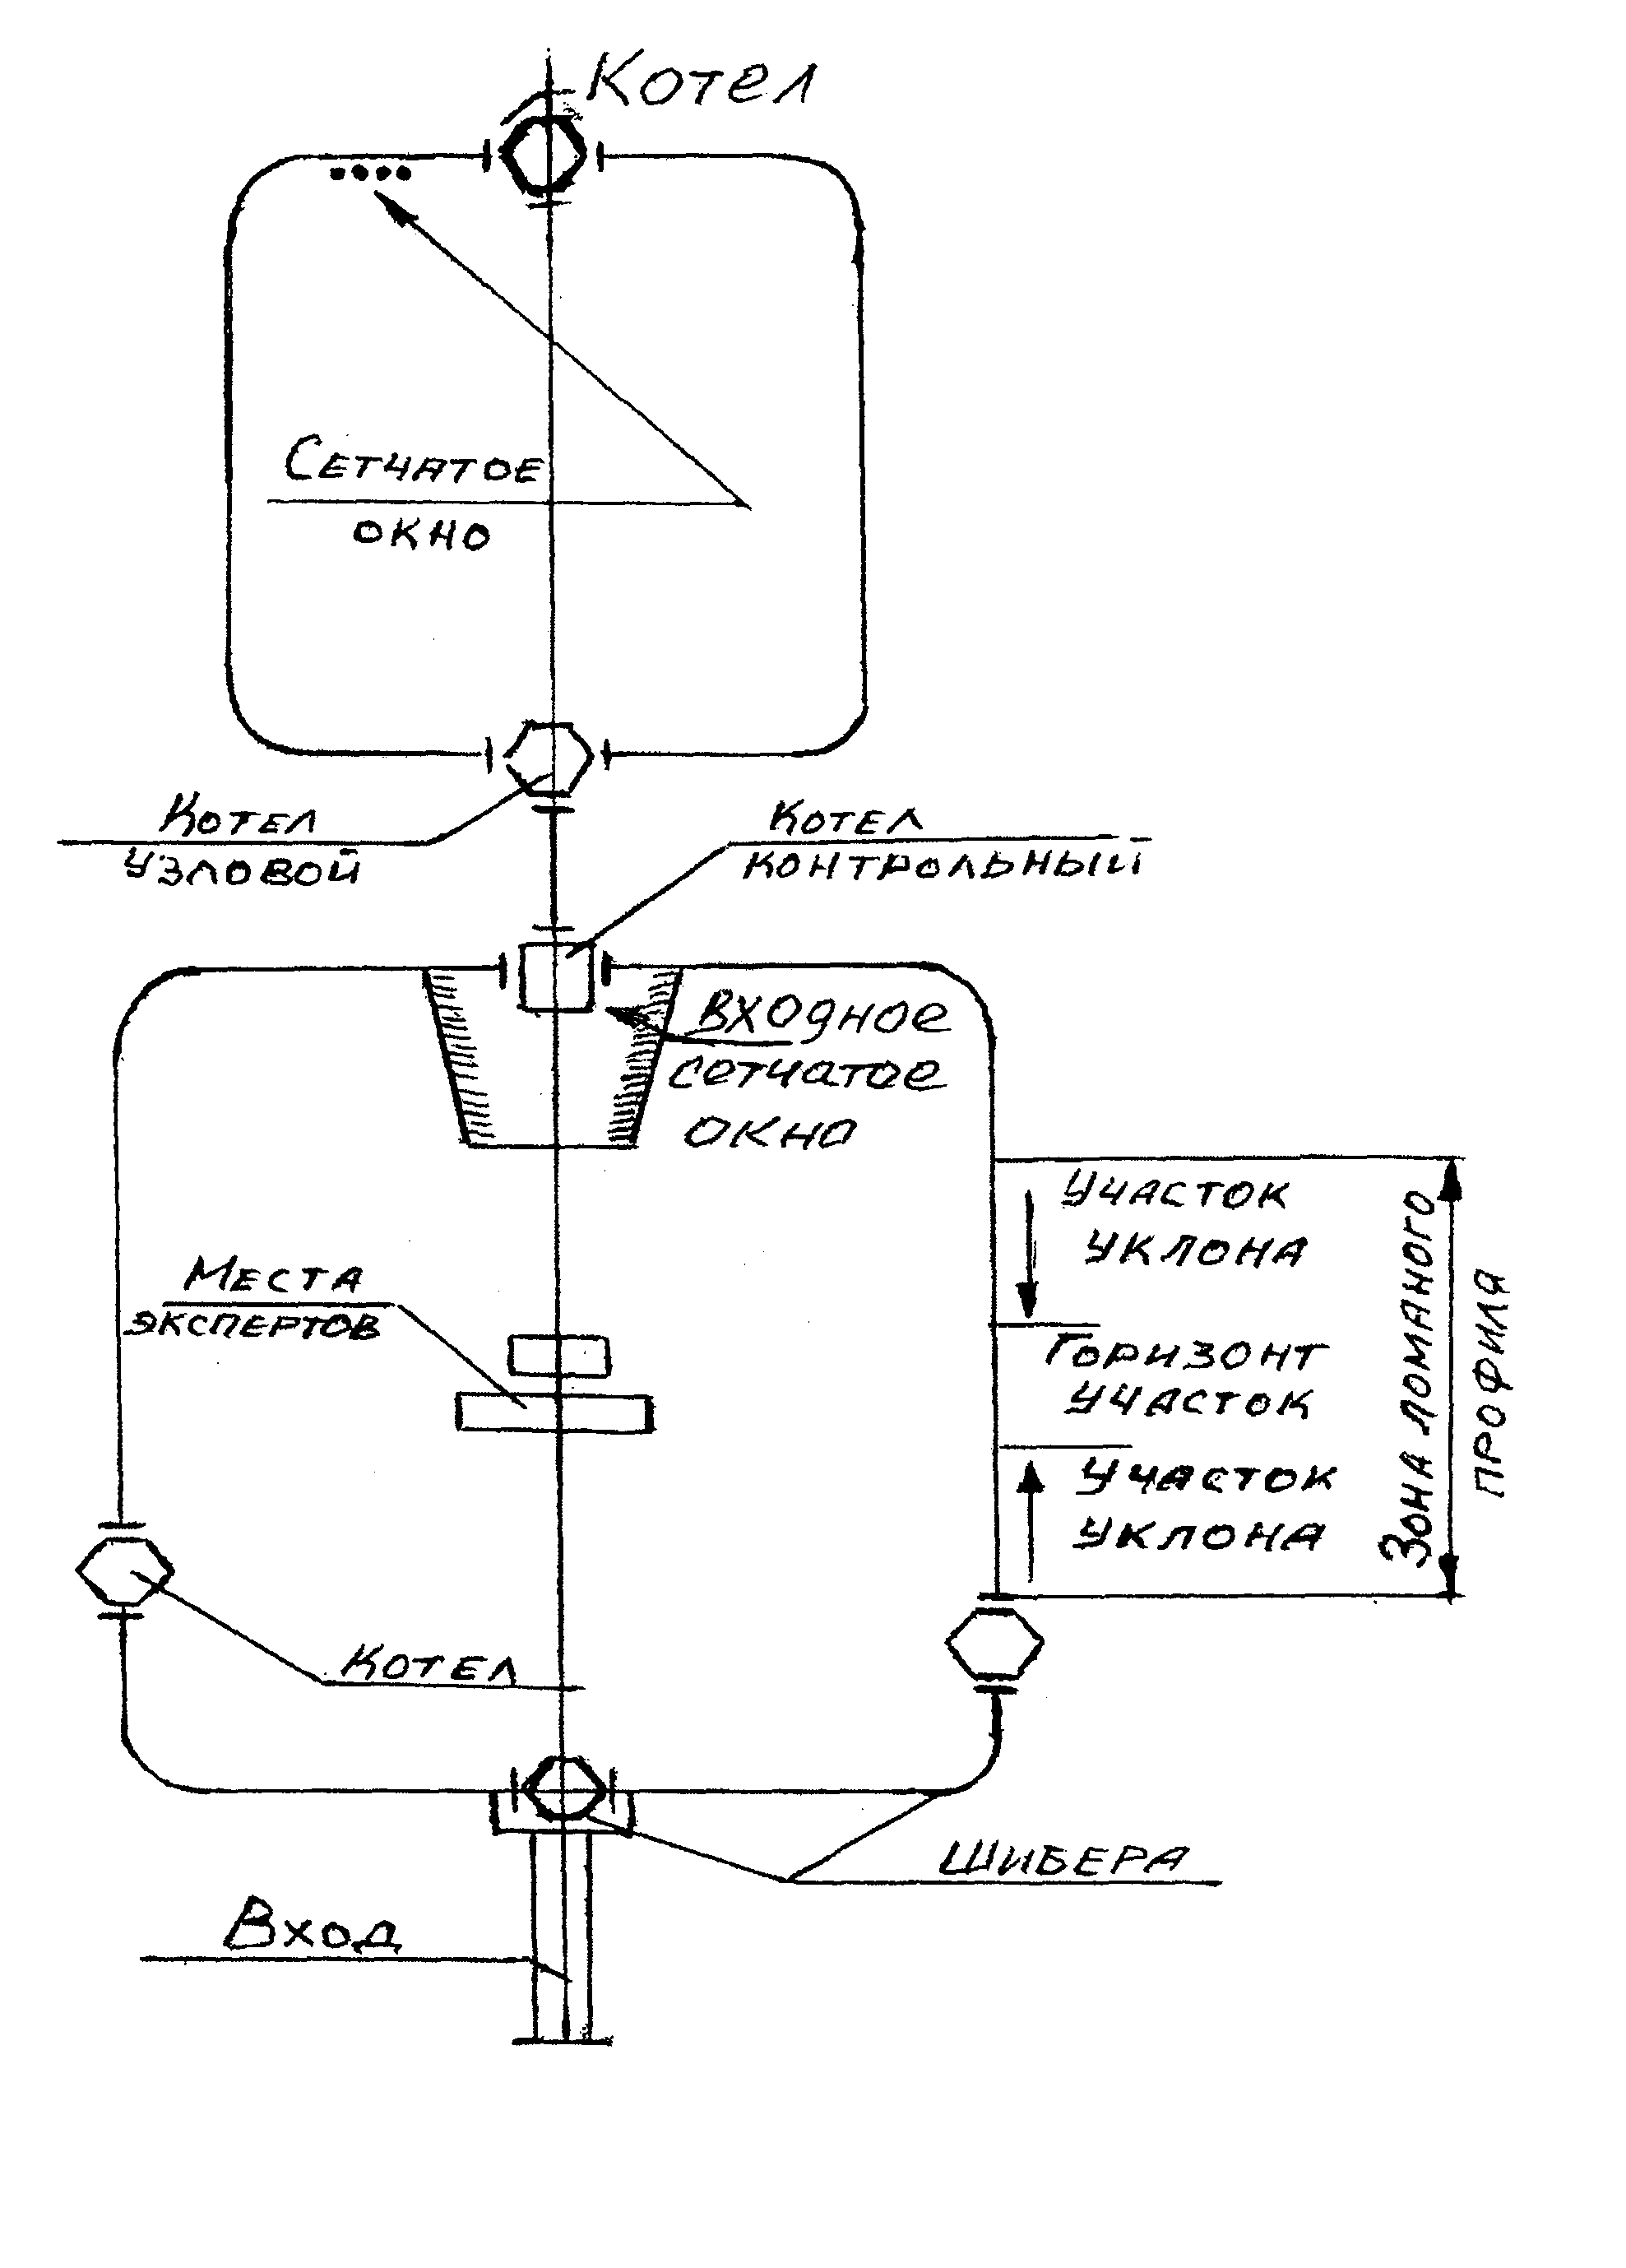 Котел
Сетчатое
окно
Котел
узловой
Котел
контрольный
Входное
сетчатое
окно
Участок
уклона
Горизонт
участок
Участок
уклона
Зона ломаного
профиля
Места
экспертов
Котел
Шибера
Вход